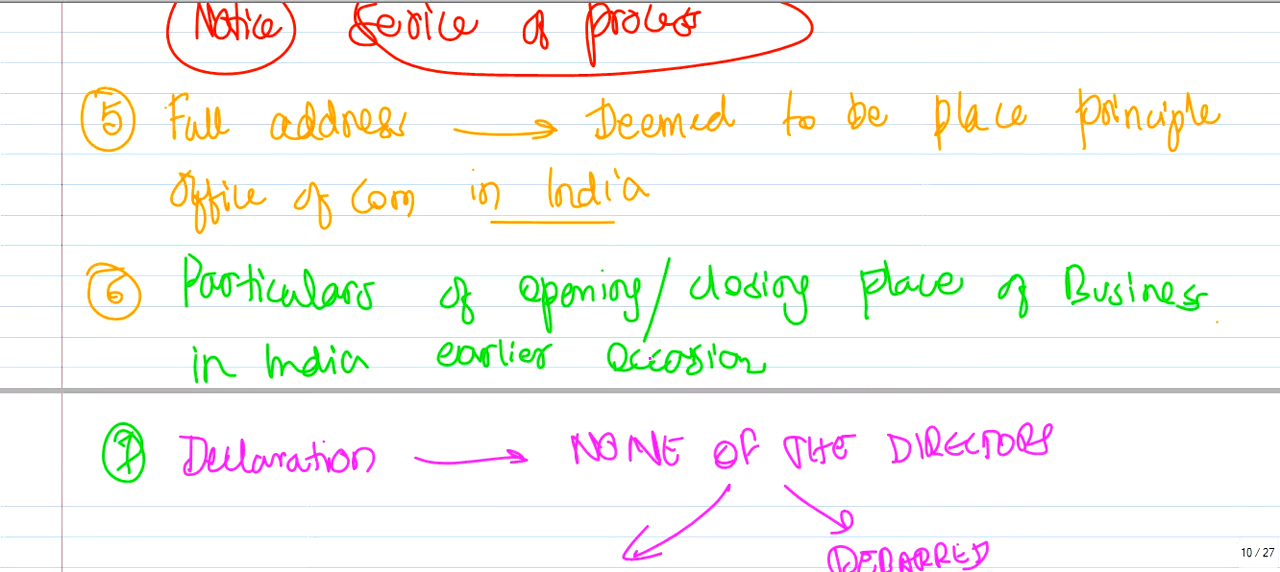 Notice Service of process
⑤ Full address → Deemed to be place principle
Office of Com in India
⑥ Particulars of opening/closing place of Business
in India earlier Occasion
⑦ Declaration → NONE OF THE DIRECTORS
DEBARRED
10 / 27